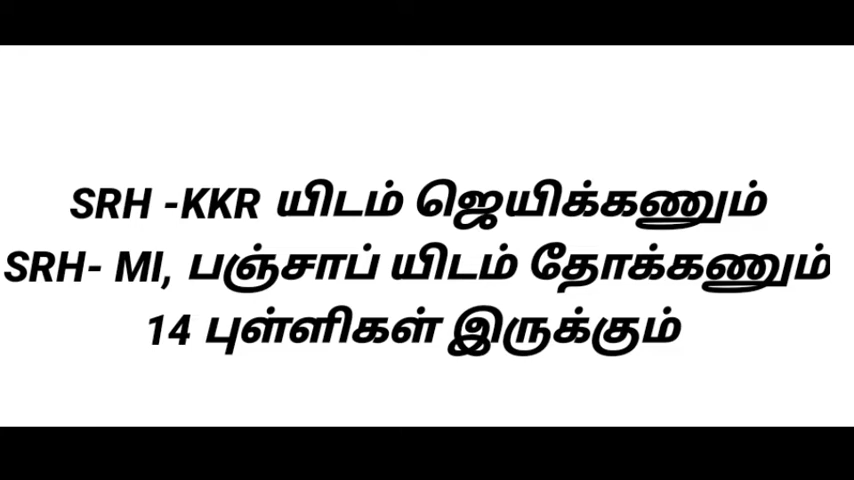 SRH -KKR யிடம் ஜெயிக்கணும்
SRH- MI, பஞ்சாப் யிடம் தோக்கணும்
14 புள்ளிகள் இருக்கும்